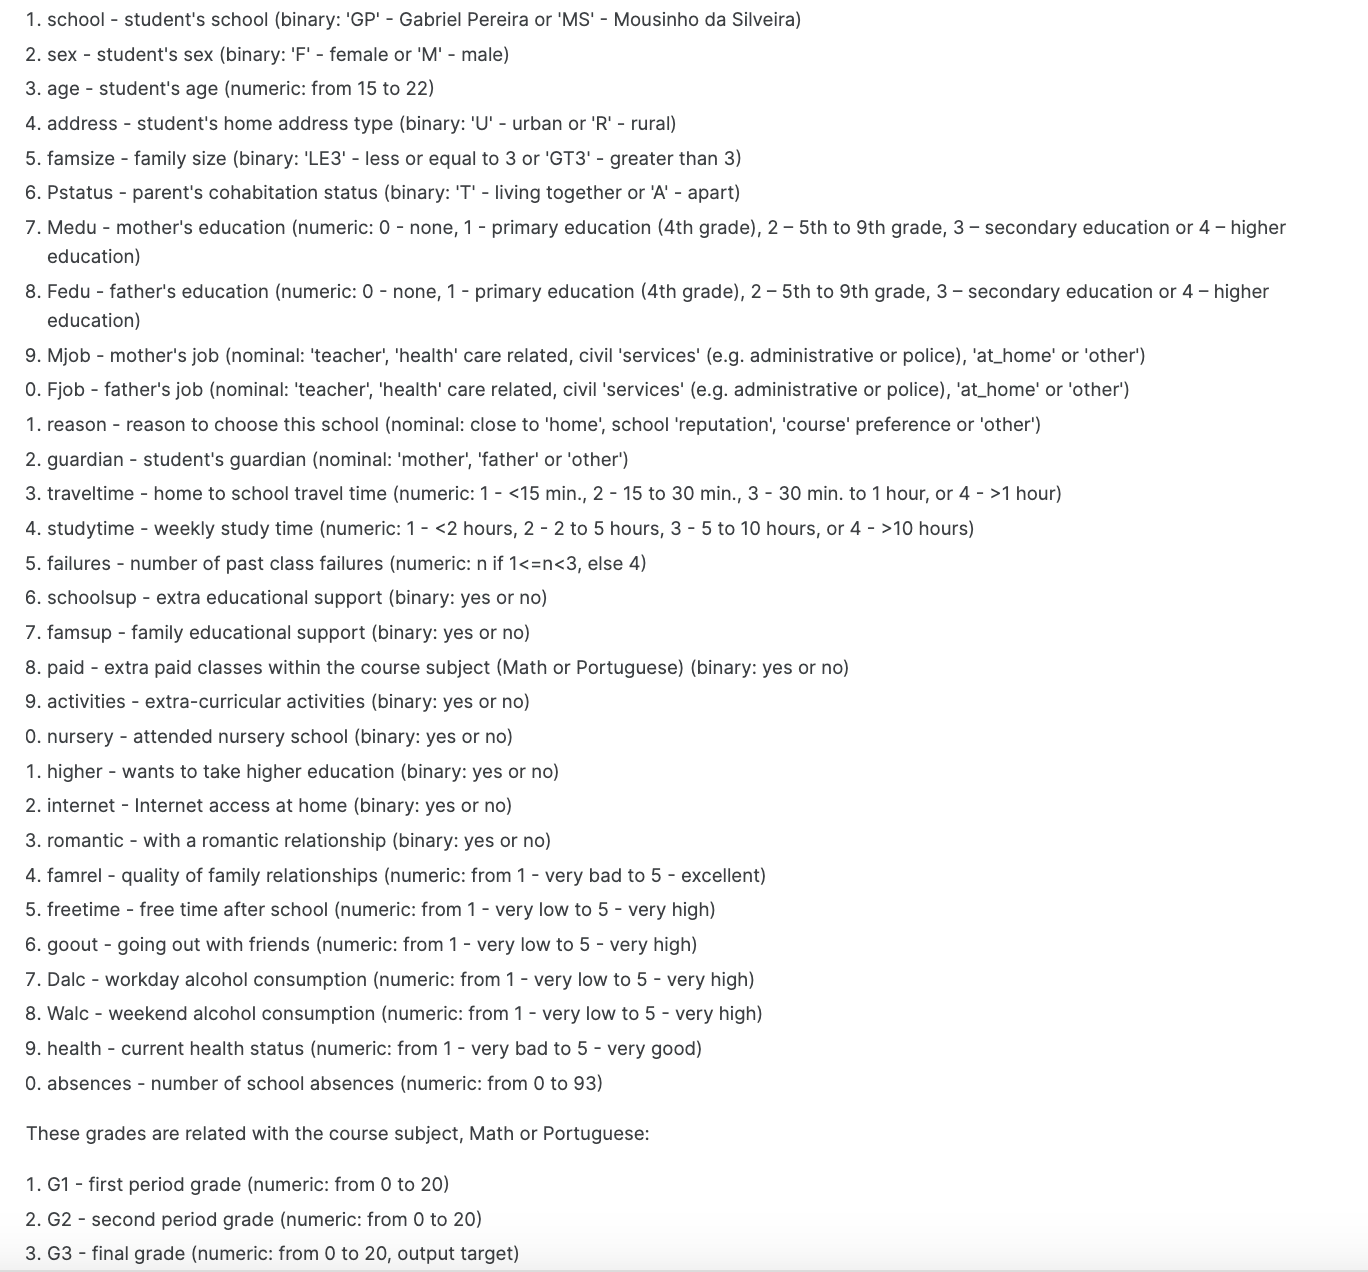 1. school - student's school (binary: 'GP' - Gabriel Pereira or 'MS' - Mousinho da Silveira)
2. sex - student's sex (binary: 'F' - female or 'M' - male)
3. age - student's age (numeric: from 15 to 22)
4. address - student's home address type (binary: 'U' - urban or 'R' - rural)
5. famsize - family size (binary: 'LE3' - less or equal to 3 or 'GT3' - greater than 3)
6. Pstatus - parent's cohabitation status (binary: 'T' - living together or 'A' - apart)
7. Medu - mother's education (numeric: 0 - none, 1 - primary education (4th grade), 2 – 5th to 9th grade, 3 – secondary education or 4 – higher
education)
8. Fedu - father's education (numeric: 0 - none, 1 - primary education (4th grade), 2 – 5th to 9th grade, 3 – secondary education or 4 – higher
education)
9. Mjob - mother's job (nominal: 'teacher', 'health' care related, civil 'services' (e.g. administrative or police), 'at_home' or 'other')
0. Fjob - father's job (nominal: 'teacher', 'health' care related, civil 'services' (e.g. administrative or police), 'at_home' or 'other')
1. reason - reason to choose this school (nominal: close to 'home', school 'reputation', 'course' preference or 'other')
2. guardian - student's guardian (nominal: 'mother', 'father' or 'other')
3. traveltime - home to school travel time (numeric: 1 - <15 min., 2 - 15 to 30 min., 3 - 30 min. to 1 hour, or 4 - >1 hour)
4. studytime - weekly study time (numeric: 1 - <2 hours, 2 - 2 to 5 hours, 3 - 5 to 10 hours, or 4 - >10 hours)
5. failures - number of past class failures (numeric: n if 1<=n<3, else 4)
6. schoolsup - extra educational support (binary: yes or no)
7. famsup - family educational support (binary: yes or no)
8. paid - extra paid classes within the course subject (Math or Portuguese) (binary: yes or no)
9. activities - extra-curricular activities (binary: yes or no)
0. nursery - attended nursery school (binary: yes or no)
1. higher - wants to take higher education (binary: yes or no)
2. internet - Internet access at home (binary: yes or no)
3. romantic - with a romantic relationship (binary: yes or no)
4. famrel - quality of family relationships (numeric: from 1 - very bad to 5 - excellent)
5. freetime - free time after school (numeric: from 1 - very low to 5 - very high)
6. goout - going out with friends (numeric: from 1 - very low to 5 - very high)
7. Dalc - workday alcohol consumption (numeric: from 1 - very low to 5 - very high)
8. Walc - weekend alcohol consumption (numeric: from 1 - very low to 5 - very high)
9. health - current health status (numeric: from 1 - very bad to 5 - very good)
0. absences - number of school absences (numeric: from 0 to 93)
These grades are related with the course subject, Math or Portuguese:
1. G1 - first period grade (numeric: from 0 to 20)
2. G2 - second period grade (numeric: from 0 to 20)
3. G3 - final grade (numeric: from 0 to 20, output target)